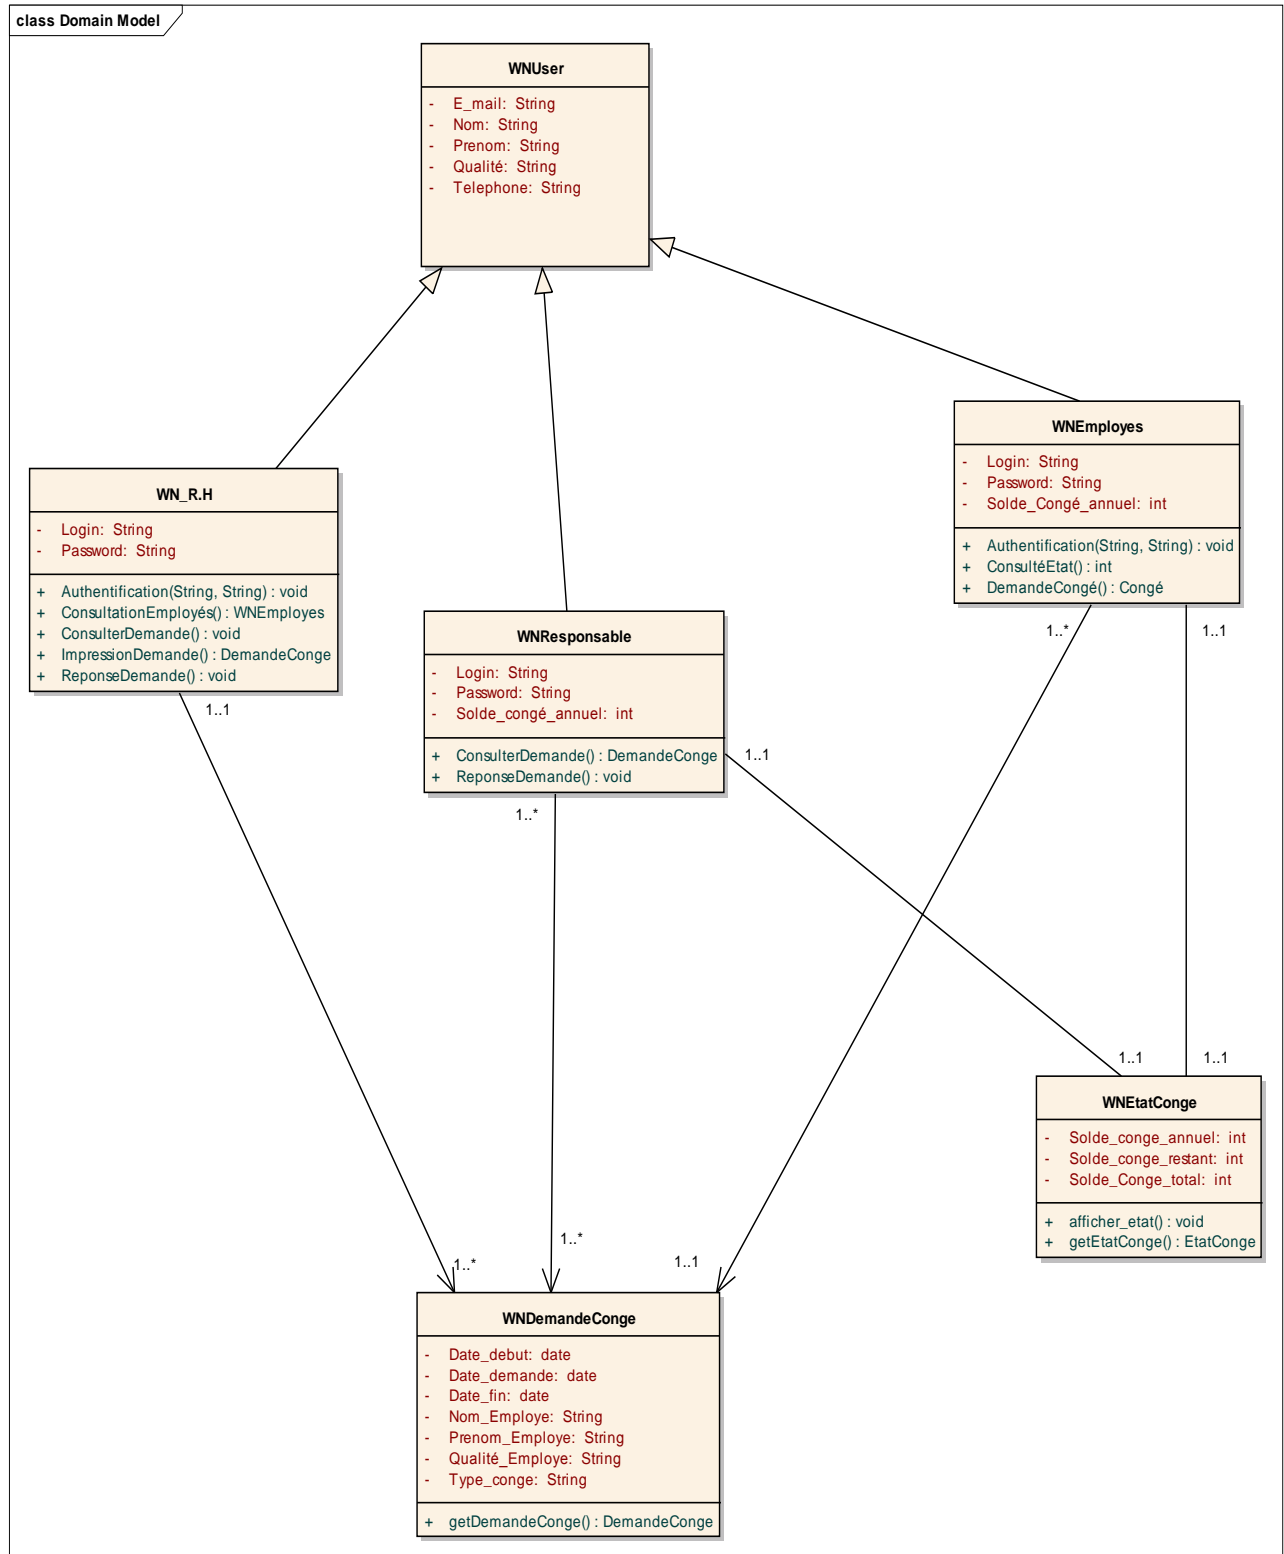 class Domain Model
WNUser
- E_mail: String
- Nom: String
- Prenom: String
- Qualité: String
- Telephone: String
WNEmployes
- Login: String
- Password: String
- Solde_Congé_annuel: int
+ Authentification(String, String) : void
+ ConsultéEtat() : int
+ DemandeCongé() : Congé
1..*
1..1
WN_R.H
- Login: String
- Password: String
+ Authentification(String, String) : void
+ ConsultationEmployés() : WNEmployes
+ ConsulterDemande() : void
+ ImpressionDemande() : DemandeConge
+ ReponseDemande() : void
1..1
WNResponsable
- Login: String
- Password: String
- Solde_congé_annuel: int
+ ConsulterDemande() : DemandeConge
+ ReponseDemande() : void
1..1
1..*
1..1
1..1
WNEtatConge
- Solde_conge_annuel: int
- Solde_conge_restant: int
- Solde_Conge_total: int
+ afficher_etat() : void
+ getEtatConge() : EtatConge
1..*
1..*
1..1
WNDemandeConge
- Date_debut: date
- Date_demande: date
- Date_fin: date
- Nom_Employe: String
- Prenom_Employe: String
- Qualité_Employe: String
- Type_conge: String
+ getDemandeConge() : DemandeConge